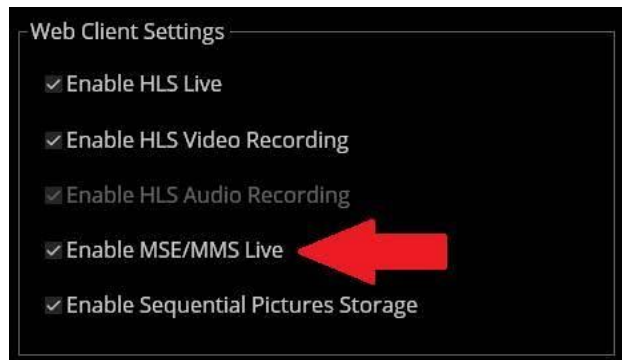 Web Client Settings
Enable HLS Live
Enable HLS Video Recording
Enable HLS Audio Recording
Enable MSE/MMS Live
Enable Sequential Pictures Storage